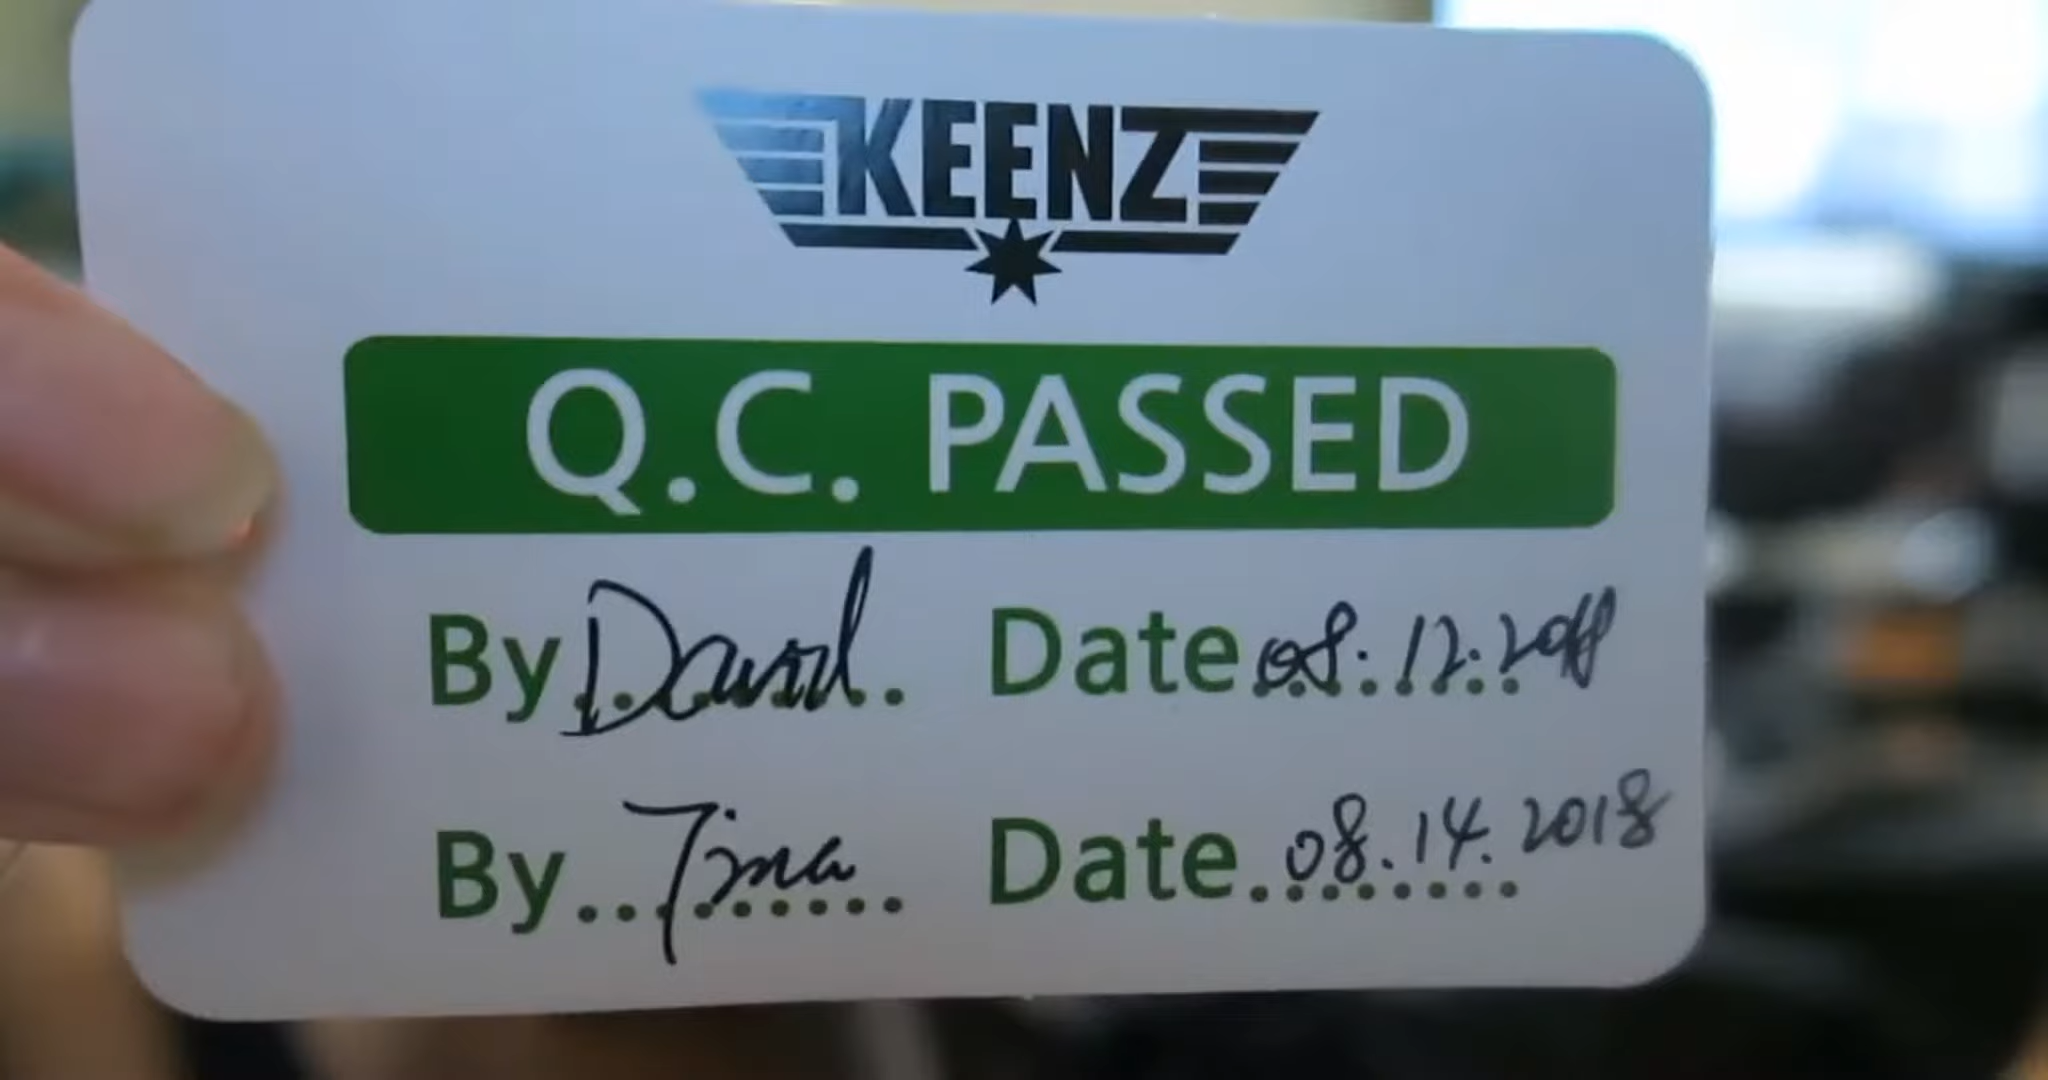 KEENZ
Q.C. PASSED
By David Date 08.12.2018
By Tina Date 08.14.2018